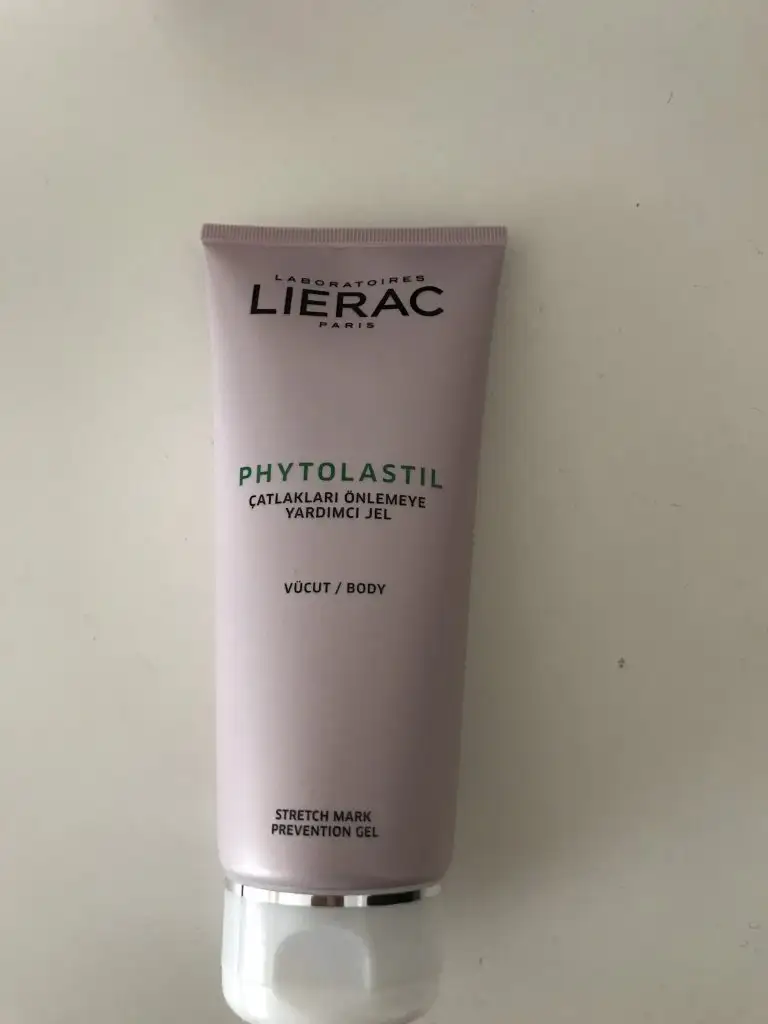 LABORATOIRES
LIERAC
PARIS
PHYTOLASTIL
ÇATLAKLARI ÖNLEMEYE
YARDIMCI JEL
VÜCUT / BODY
STRETCH MARK
PREVENTION GEL